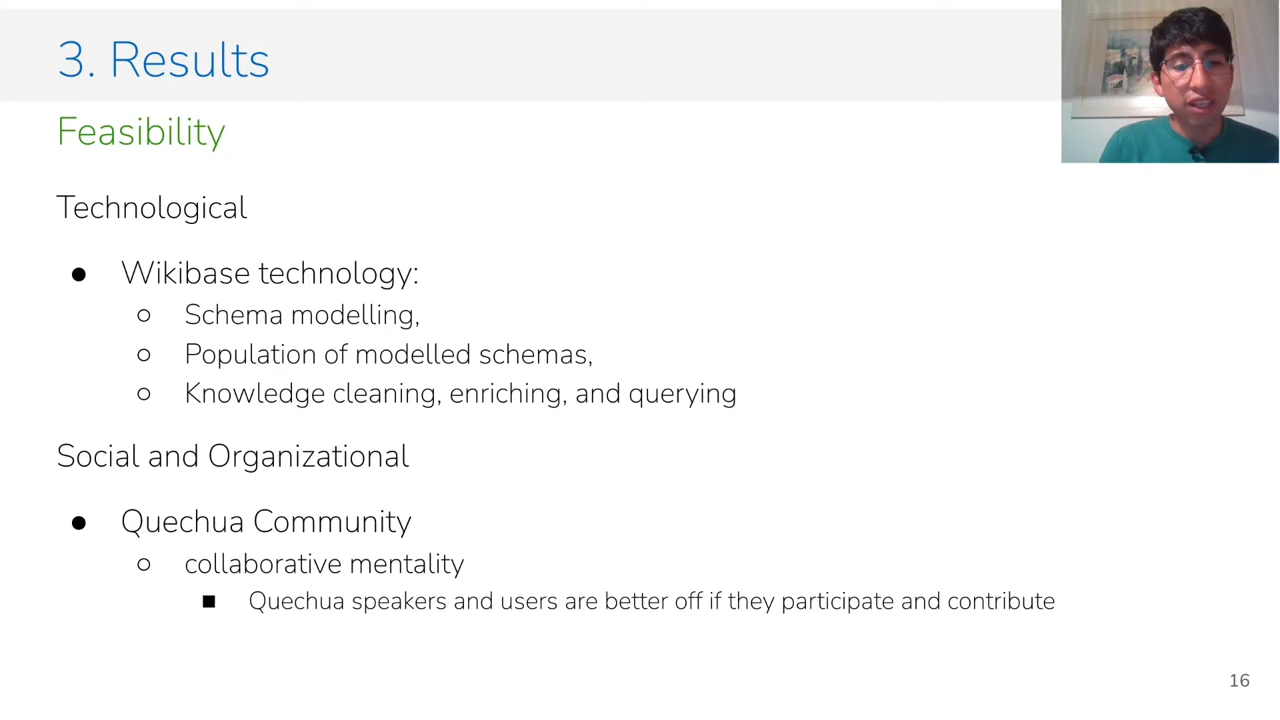 3. Results
Feasibility
Technological
● Wikibase technology:
○ Schema modelling,
○ Population of modelled schemas,
○ Knowledge cleaning, enriching, and querying
Social and Organizational
● Quechua Community
○ collaborative mentality
■ Quechua speakers and users are better off if they participate and contribute
16